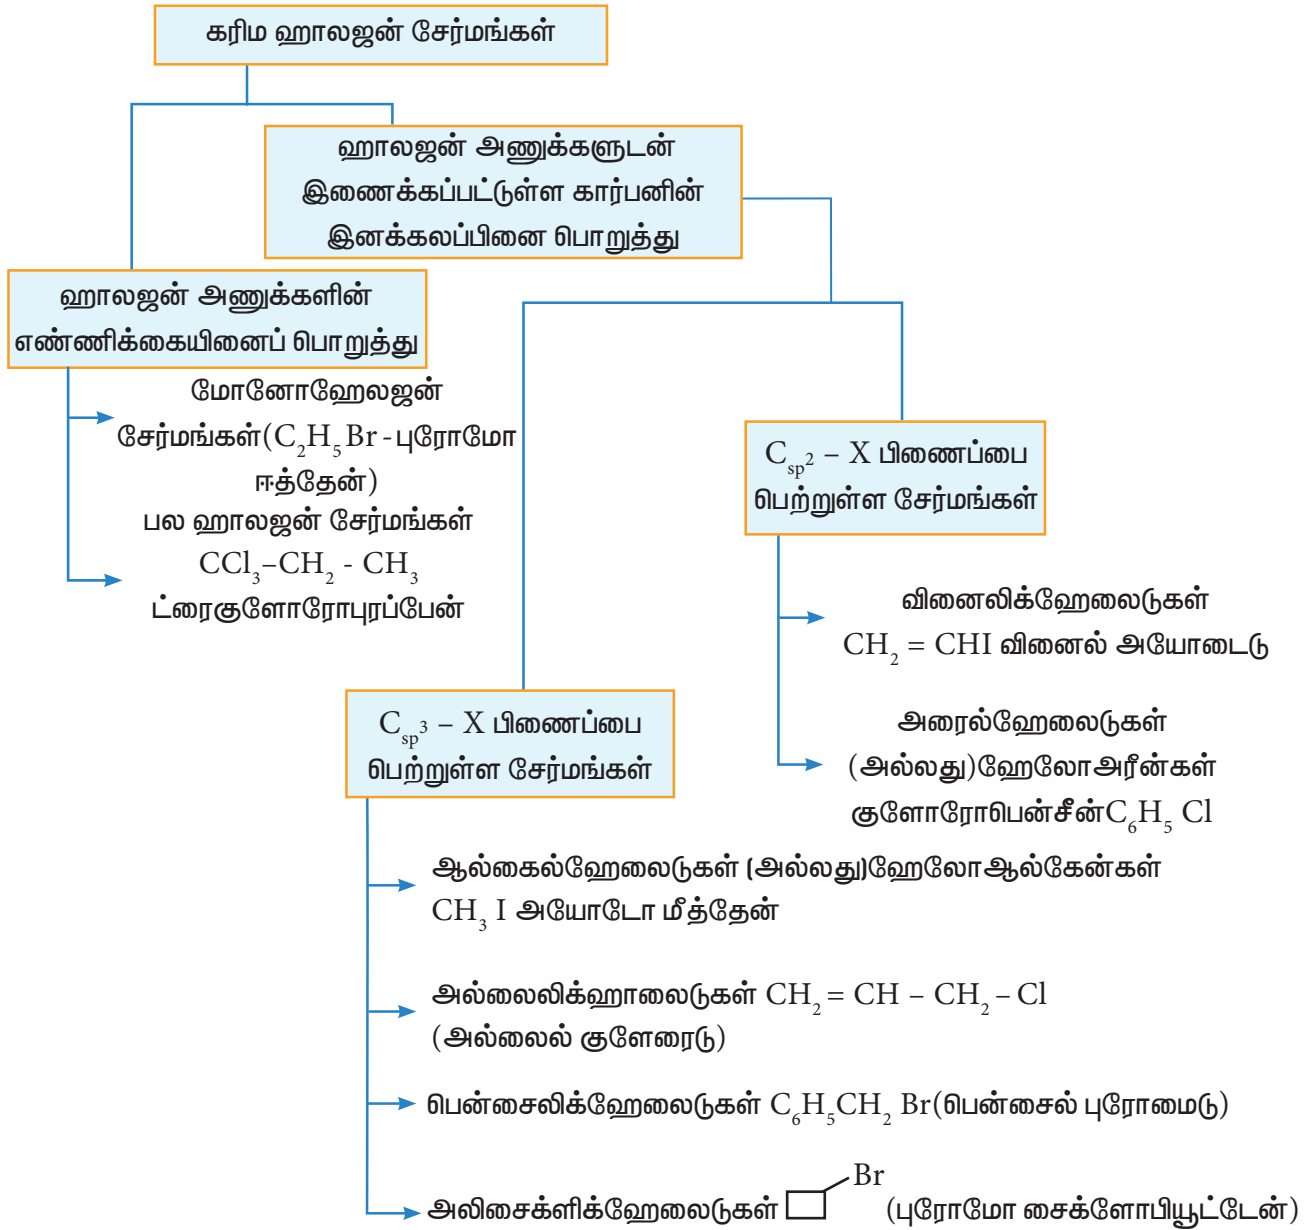 கரிம ஹாலஜன் சேர்மங்கள்
ஹாலஜன் அணுக்களுடன்
இணைக்கப்பட்டுள்ள கார்பனின்
இனக்கலப்பினை பொறுத்து
ஹாலஜன் அணுக்களின்
எண்ணிக்கையினைப் பொறுத்து
மோனோஹேலஜன்
சேர்மங்கள்(C₂H₅Br-புரோமோ
ஈத்தேன்)
பல ஹாலஜன் சேர்மங்கள்
CCl₃–CH₂ - CH₃
ட்ரைகுளோரோபுரப்பேன்
C_sp² – X பிணைப்பை
பெற்றுள்ள சேர்மங்கள்
வினைலிக்ஹேலைடுகள்
CH₂ = CHI வினைல் அயோடைடு
அரைல்ஹேலைடுகள்
(அல்லது)ஹேலோஅரீன்கள்
குளோரோபென்சீன்C₆H₅ Cl
C_sp³ – X பிணைப்பை
பெற்றுள்ள சேர்மங்கள்
ஆல்கைல்ஹேலைடுகள் (அல்லது)ஹேலோஆல்கேன்கள்
CH₃ I அயோடோ மீத்தேன்
அல்லைலிக்ஹாலைடுகள் CH₂ = CH – CH₂ – Cl
(அல்லைல் குளேரைடு)
பென்சைலிக்ஹேலைடுகள் C₆H₅CH₂ Br(பென்சைல் புரோமைடு)
அலிசைக்ளிக்ஹேலைடுகள் Br (புரோமோ சைக்ளோபியூட்டேன்)